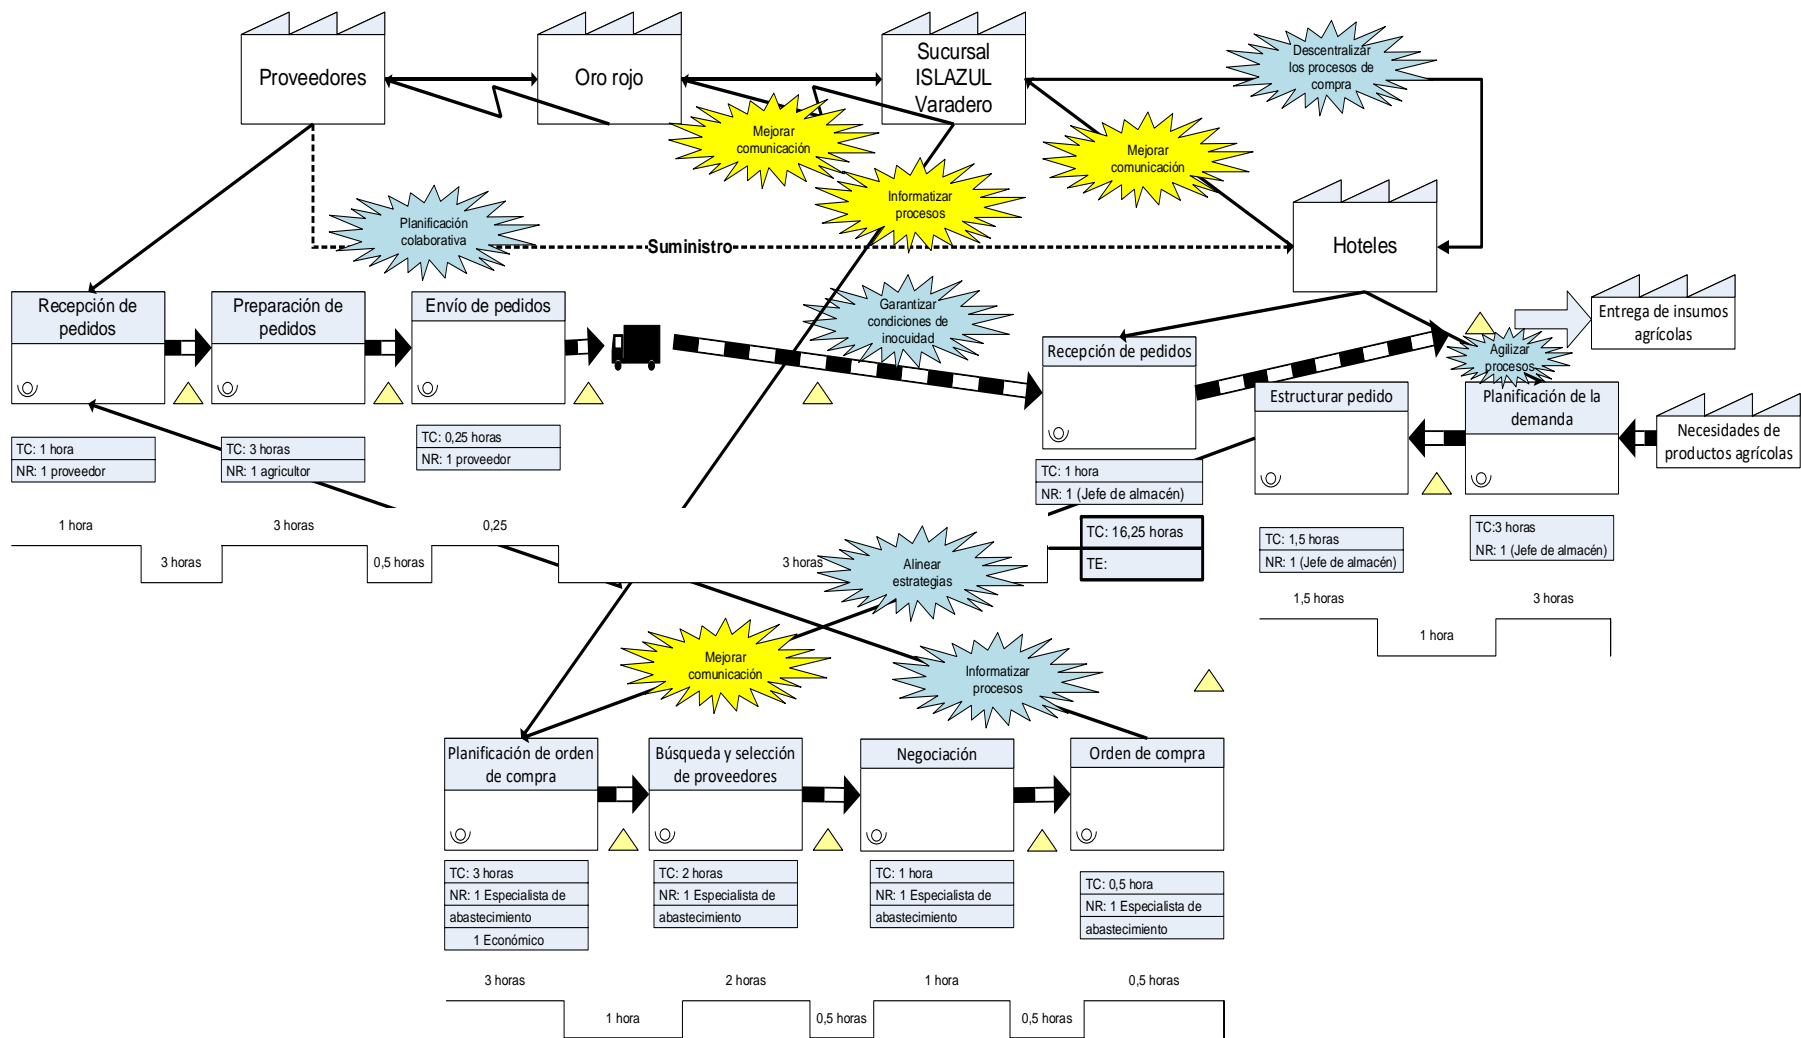 Proveedores
Oro rojo
Sucursal
ISLAZUL
Varadero
Descentralizar
los procesos de
compra
Mejorar
comunicación
Mejorar
comunicación
Informatizar
procesos
Planificación
colaborativa
Suministro
Hoteles
Recepción de
pedidos
Preparación de
pedidos
Envío de pedidos
Garantizar
condiciones de
inocuidad
Recepción de pedidos
Agilizar
procesos
Entrega de insumos
agrícolas
Estructurar pedido
Planificación de la
demanda
Necesidades de
productos agrícolas
TC: 1 hora
NR: 1 proveedor
TC: 3 horas
NR: 1 agricultor
TC: 0,25 horas
NR: 1 proveedor
TC: 1 hora
NR: 1 (Jefe de almacén)
TC: 1,5 horas
NR: 1 (Jefe de almacén)
TC:3 horas
NR: 1 (Jefe de almacén)
1 hora
3 horas
3 horas
0,5 horas
0,25
3 horas
TC: 16,25 horas
TE:
Alinear
estrategias
1,5 horas
1 hora
3 horas
Mejorar
comunicación
Informatizar
procesos
Planificación de orden
de compra
Búsqueda y selección
de proveedores
Negociación
Orden de compra
TC: 3 horas
NR: 1 Especialista de
abastecimiento
1 Económico
TC: 2 horas
NR: 1 Especialista de
abastecimiento
TC: 1 hora
NR: 1 Especialista de
abastecimiento
TC: 0,5 hora
NR: 1 Especialista de
abastecimiento
3 horas
1 hora
2 horas
0,5 horas
1 hora
0,5 horas
0,5 horas